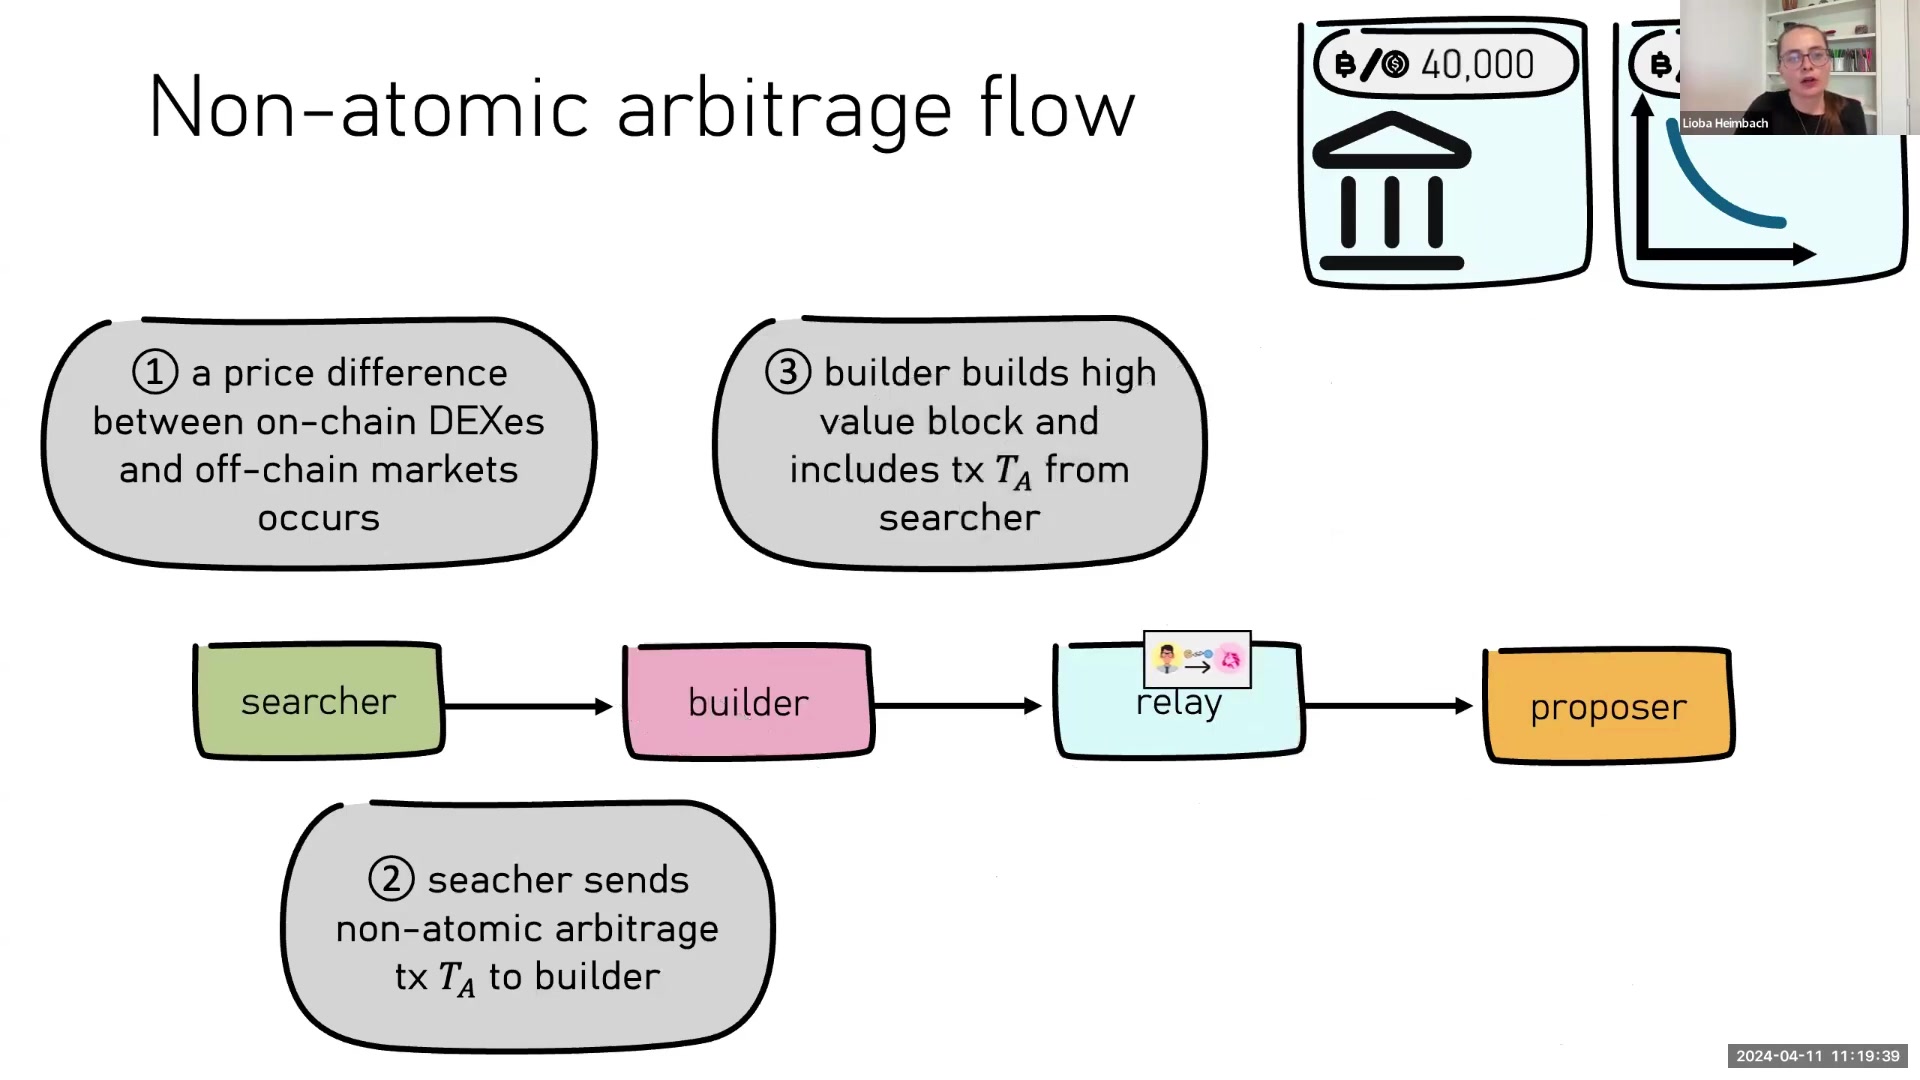 Non-atomic arbitrage flow
₿/ 40,000
₿/
Lioba Heimbach
① a price difference
between on-chain DEXes
and off-chain markets
occurs
③ builder builds high
value block and
includes tx T_A from
searcher
searcher
builder
relay
proposer
② seacher sends
non-atomic arbitrage
tx T_A to builder
2024-04-11 11:19:39